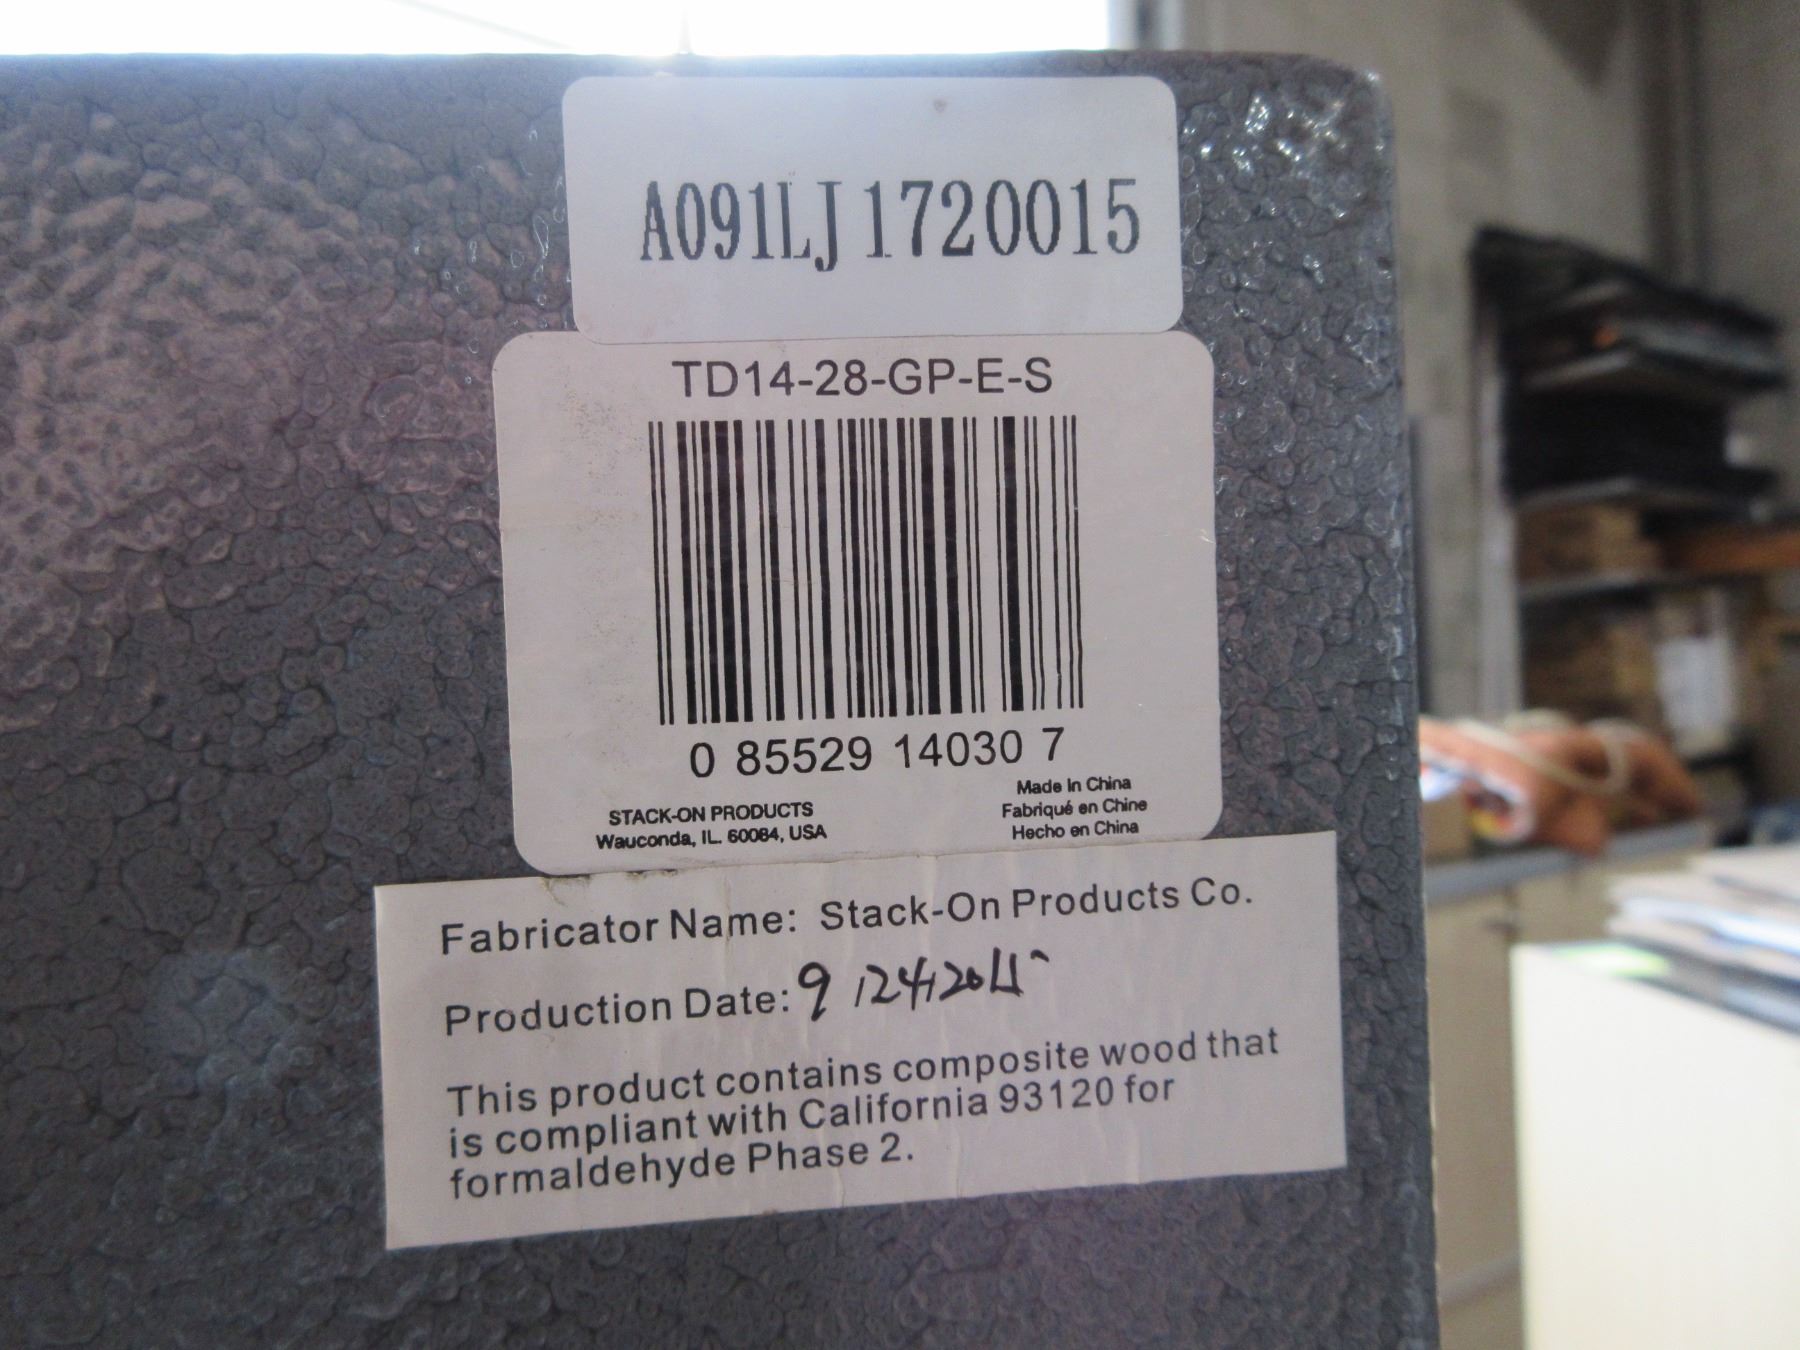 A091LJ1720015
TD14-28-GP-E-S
0 85529 14030 7
STACK-ON PRODUCTS
Wauconda, IL. 60084, USA
Made in China
Fabriqué en Chine
Hecho en China
Fabricator Name: Stack-On Products Co.
Production Date:
This product contains composite wood that
is compliant with California 93120 for
formaldehyde Phase 2.